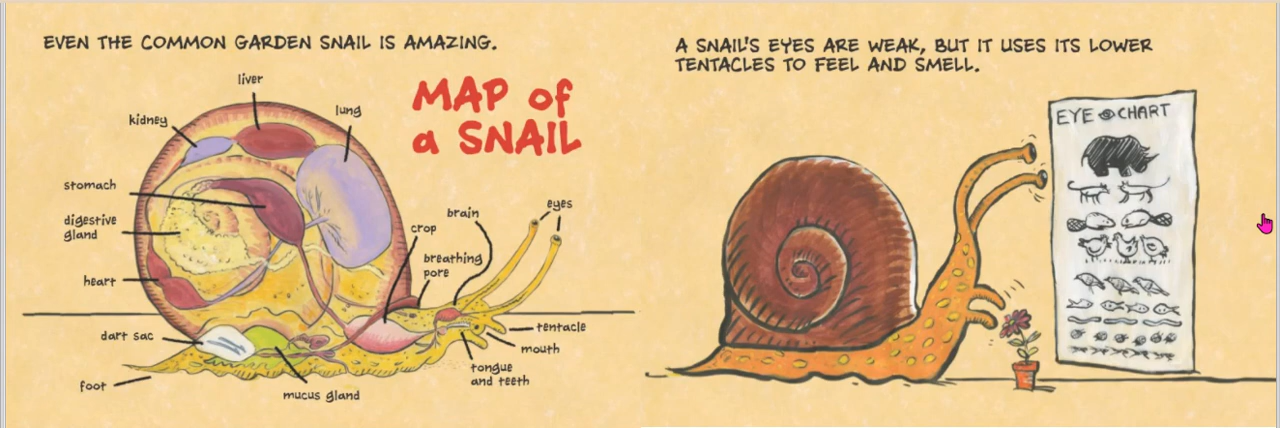 EVEN THE COMMON GARDEN SNAIL IS AMAZING.
MAP of
a SNAIL
liver
kidney
lung
stomach
digestive
gland
heart
dart sac
foot
mucus gland
eyes
brain
crop
breathing
pore
tentacle
mouth
tongue
and teeth
A SNAIL'S EYES ARE WEAK, BUT IT USES ITS LOWER
TENTACLES TO FEEL AND SMELL.
EYE CHART